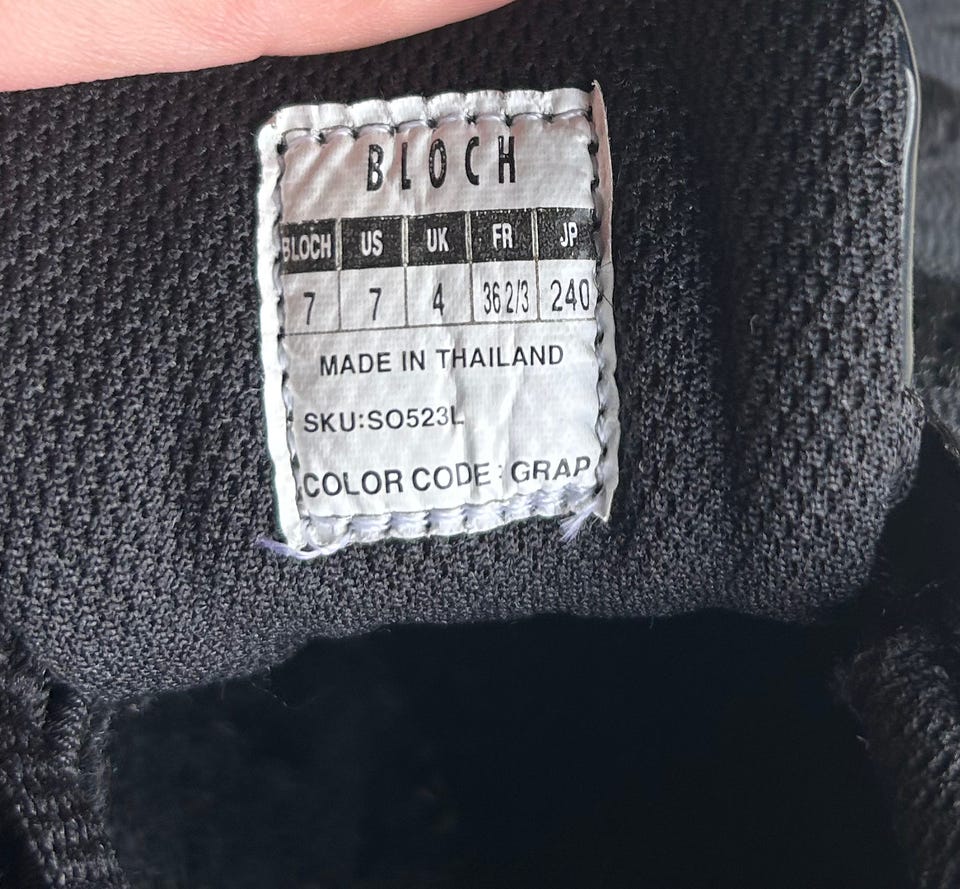 BLOCH
BLOCH US UK FR JP
7 7 4 36 2/3 240
MADE IN THAILAND
SKU:SO523L
COLOR CODE : GRAP